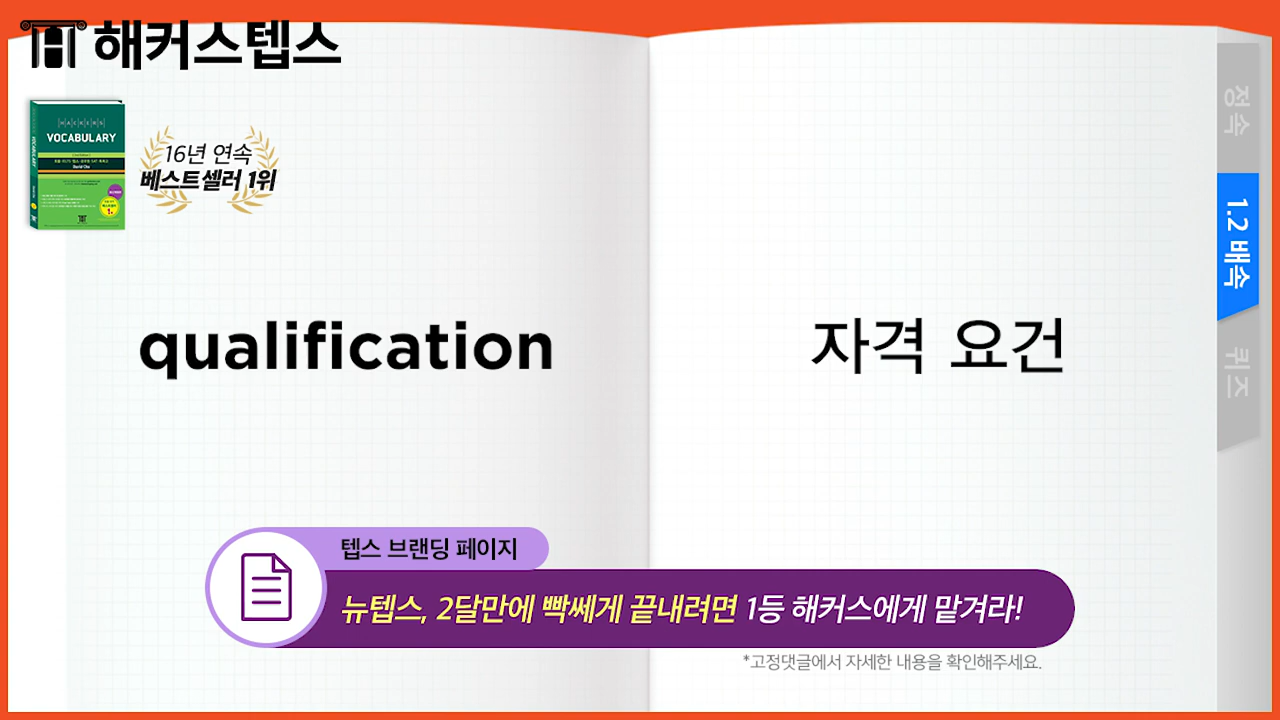 해커스텝스
HACKERS
VOCABULARY
16년 연속
베스트셀러 1위
정속
1.2 배속
퀴즈
qualification
자격 요건
텝스 브랜딩 페이지
뉴텝스, 2달만에 빡쎄게 끝내려면 1등 해커스에게 맡겨라!
*고정댓글에서 자세한 내용을 확인해주세요.